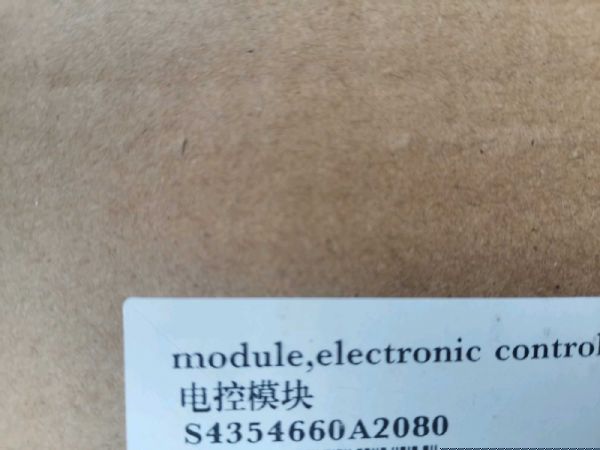 module,electronic control
电控模块
S4354660A2080